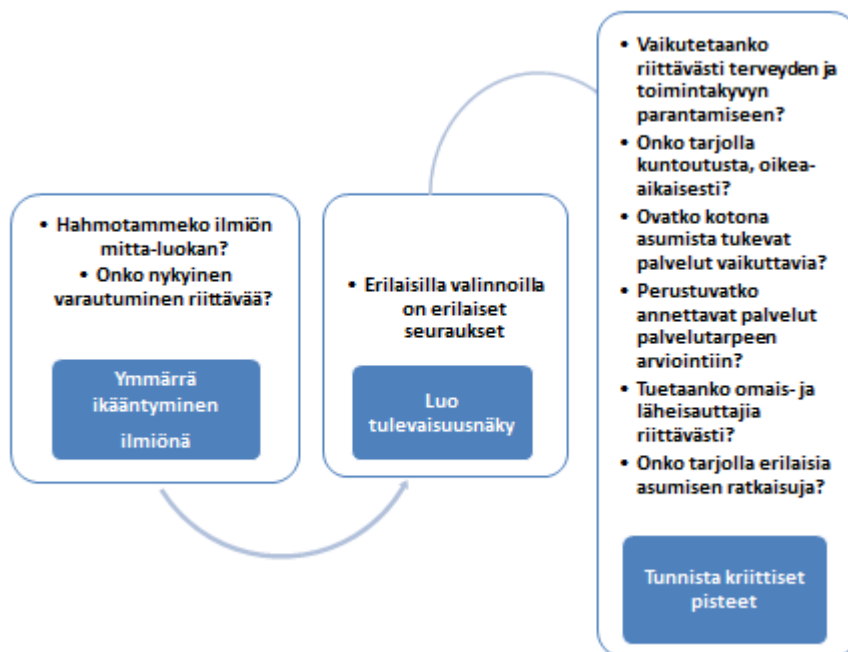 • Hahmotammeko ilmiön
mitta-luokan?
• Onko nykyinen
varautuminen riittävää?
Ymmärrä
ikääntyminen
ilmiönä
• Erilaisilla valinnoilla
on erilaiset
seuraukset
Luo
tulevaisuusnäky
• Vaikutetaanko
riittävästi terveyden ja
toimintakyvyn
parantamiseen?
• Onko tarjolla
kuntoutusta, oikea-
aikaisesti?
• Ovatko kotona
asumista tukevat
palvelut vaikuttavia?
• Perustuvatko
annettavat palvelut
palvelutarpeen
arviointiin?
• Tuetaanko omais- ja
läheisauttajia
riittävästi?
• Onko tarjolla erilaisia
asumisen ratkaisuja?
Tunnista kriittiset
pisteet